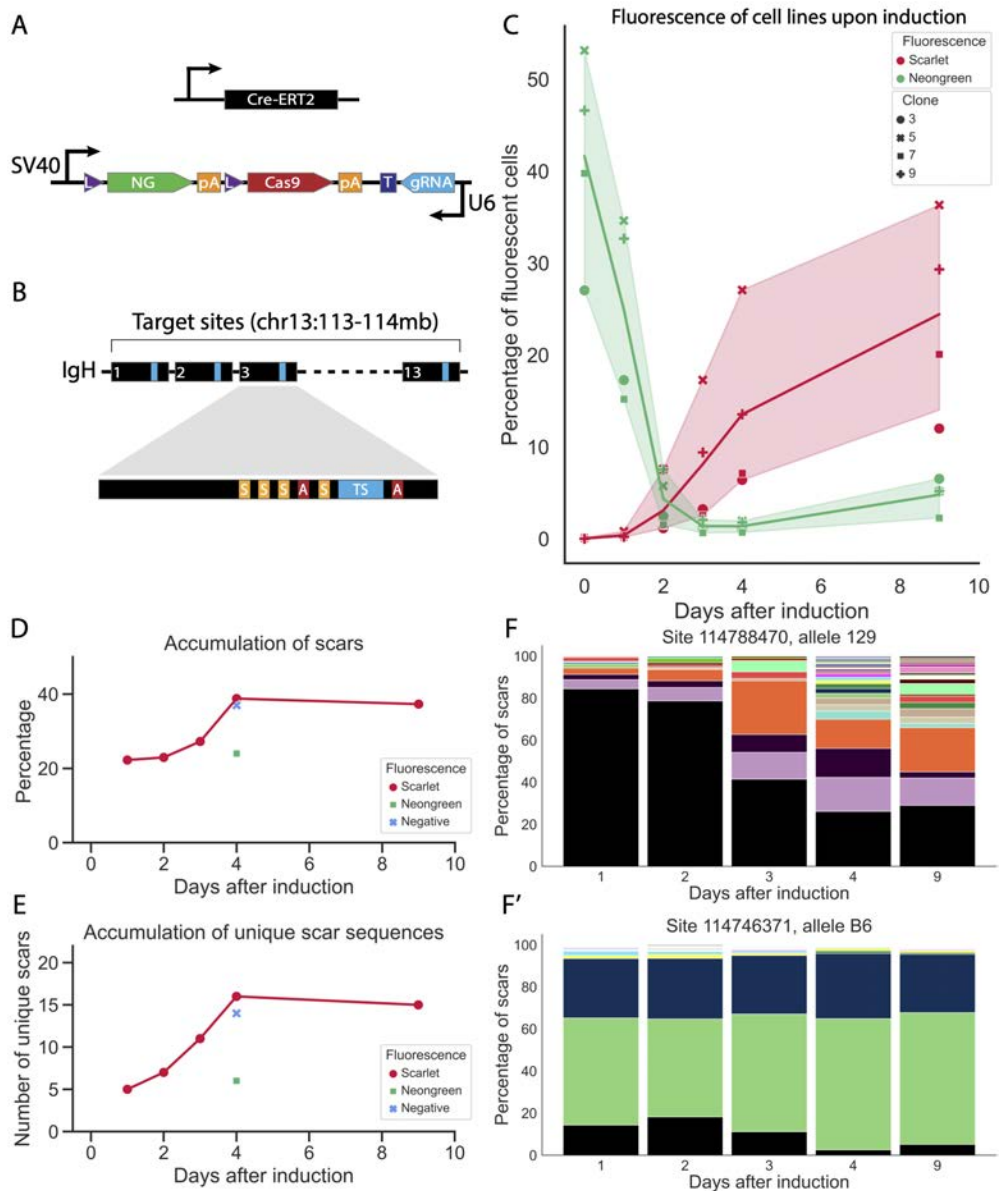 A
Cre-ERT2
SV40
L NG pA L Cas9 pA T gRNA
U6
B
Target sites (chr13:113-114mb)
IgH 1 2 3 13
S S S A S TS A
C
Fluorescence of cell lines upon induction
Fluorescence
Scarlet
Neongreen
Clone
3
5
7
9
Percentage of fluorescent cells
50
40
30
20
10
0
0 2 4 6 8 10
Days after induction
D
Accumulation of scars
Percentage
40
20
0
Fluorescence
Scarlet
Neongreen
Negative
0 2 4 6 8 10
Days after induction
E
Accumulation of unique scar sequences
Number of unique scars
20
15
10
5
0
Fluorescence
Scarlet
Neongreen
Negative
0 2 4 6 8 10
Days after induction
F
Site 114788470, allele 129
Percentage of scars
100
80
60
40
20
0
1 2 3 4 9
Days after induction
F'
Site 114746371, allele B6
Percentage of scars
100
80
60
40
20
0
1 2 3 4 9
Days after induction